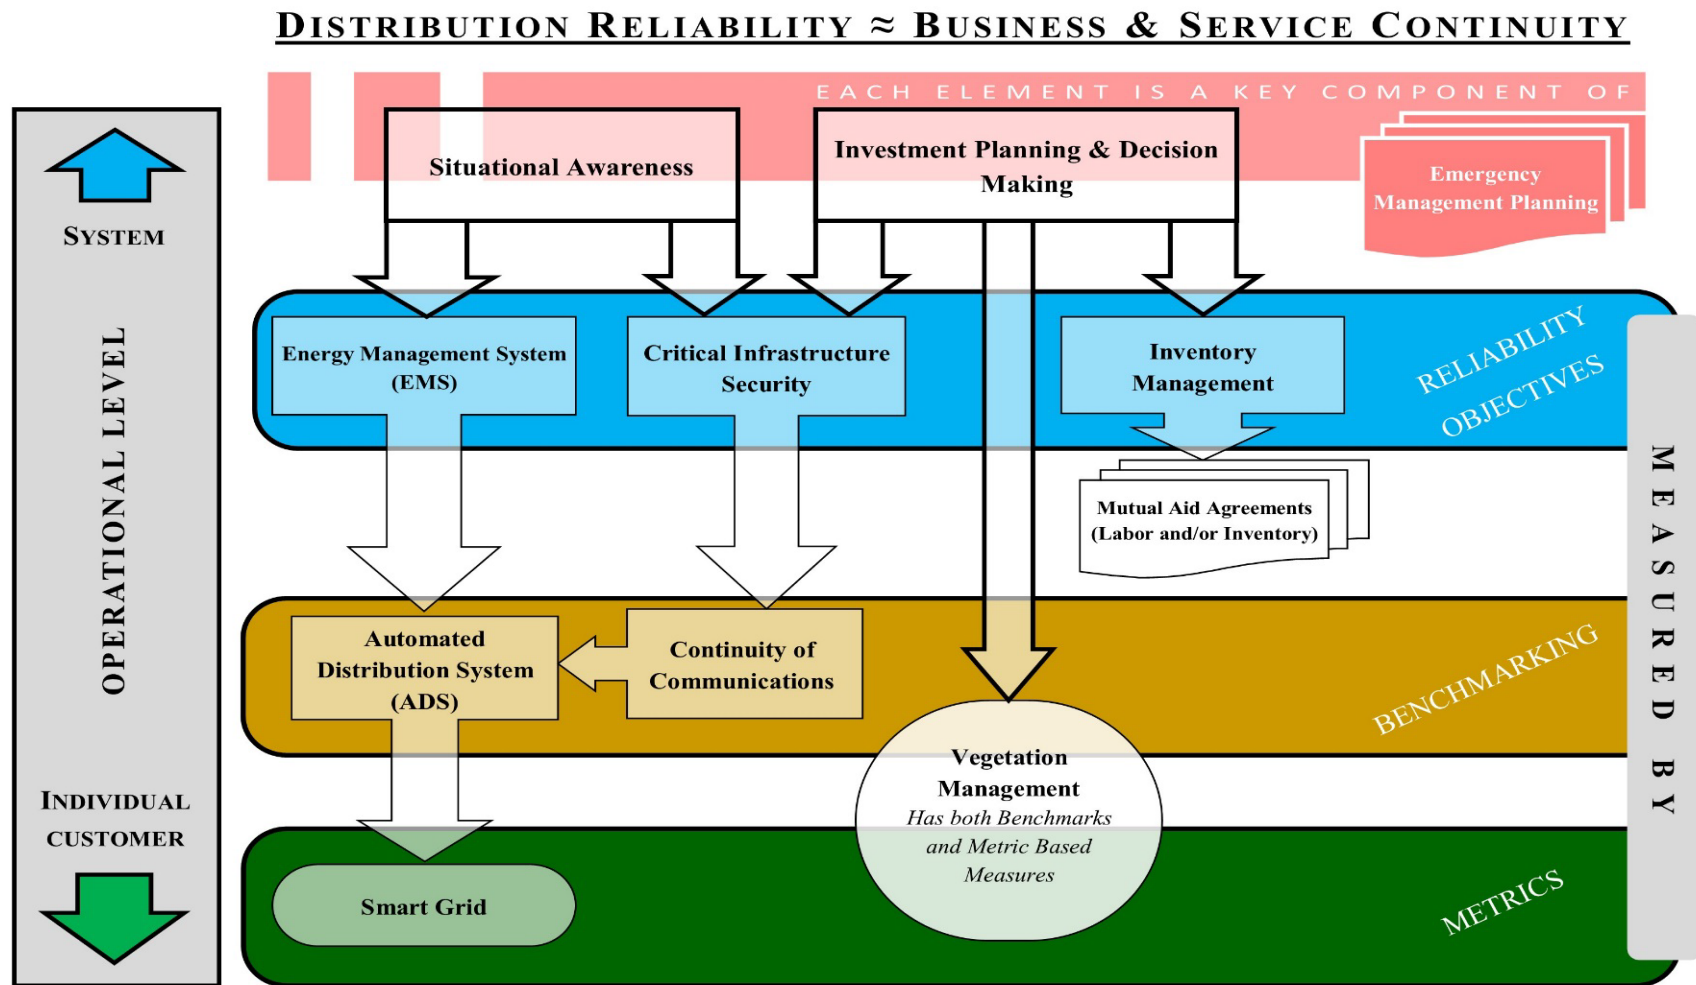 DISTRIBUTION RELIABILITY ≈ BUSINESS & SERVICE CONTINUITY
EACH ELEMENT IS A KEY COMPONENT OF
Emergency
Management Planning
Situational Awareness
Investment Planning & Decision
Making
SYSTEM
OPERATIONAL LEVEL
INDIVIDUAL
CUSTOMER
Energy Management System
(EMS)
Critical Infrastructure
Security
Inventory
Management
RELIABILITY
OBJECTIVES
Mutual Aid Agreements
(Labor and/or Inventory)
Automated
Distribution System
(ADS)
Continuity of
Communications
BENCHMARKING
Vegetation
Management
Has both Benchmarks
and Metric Based
Measures
Smart Grid
METRICS
MEASURED BY